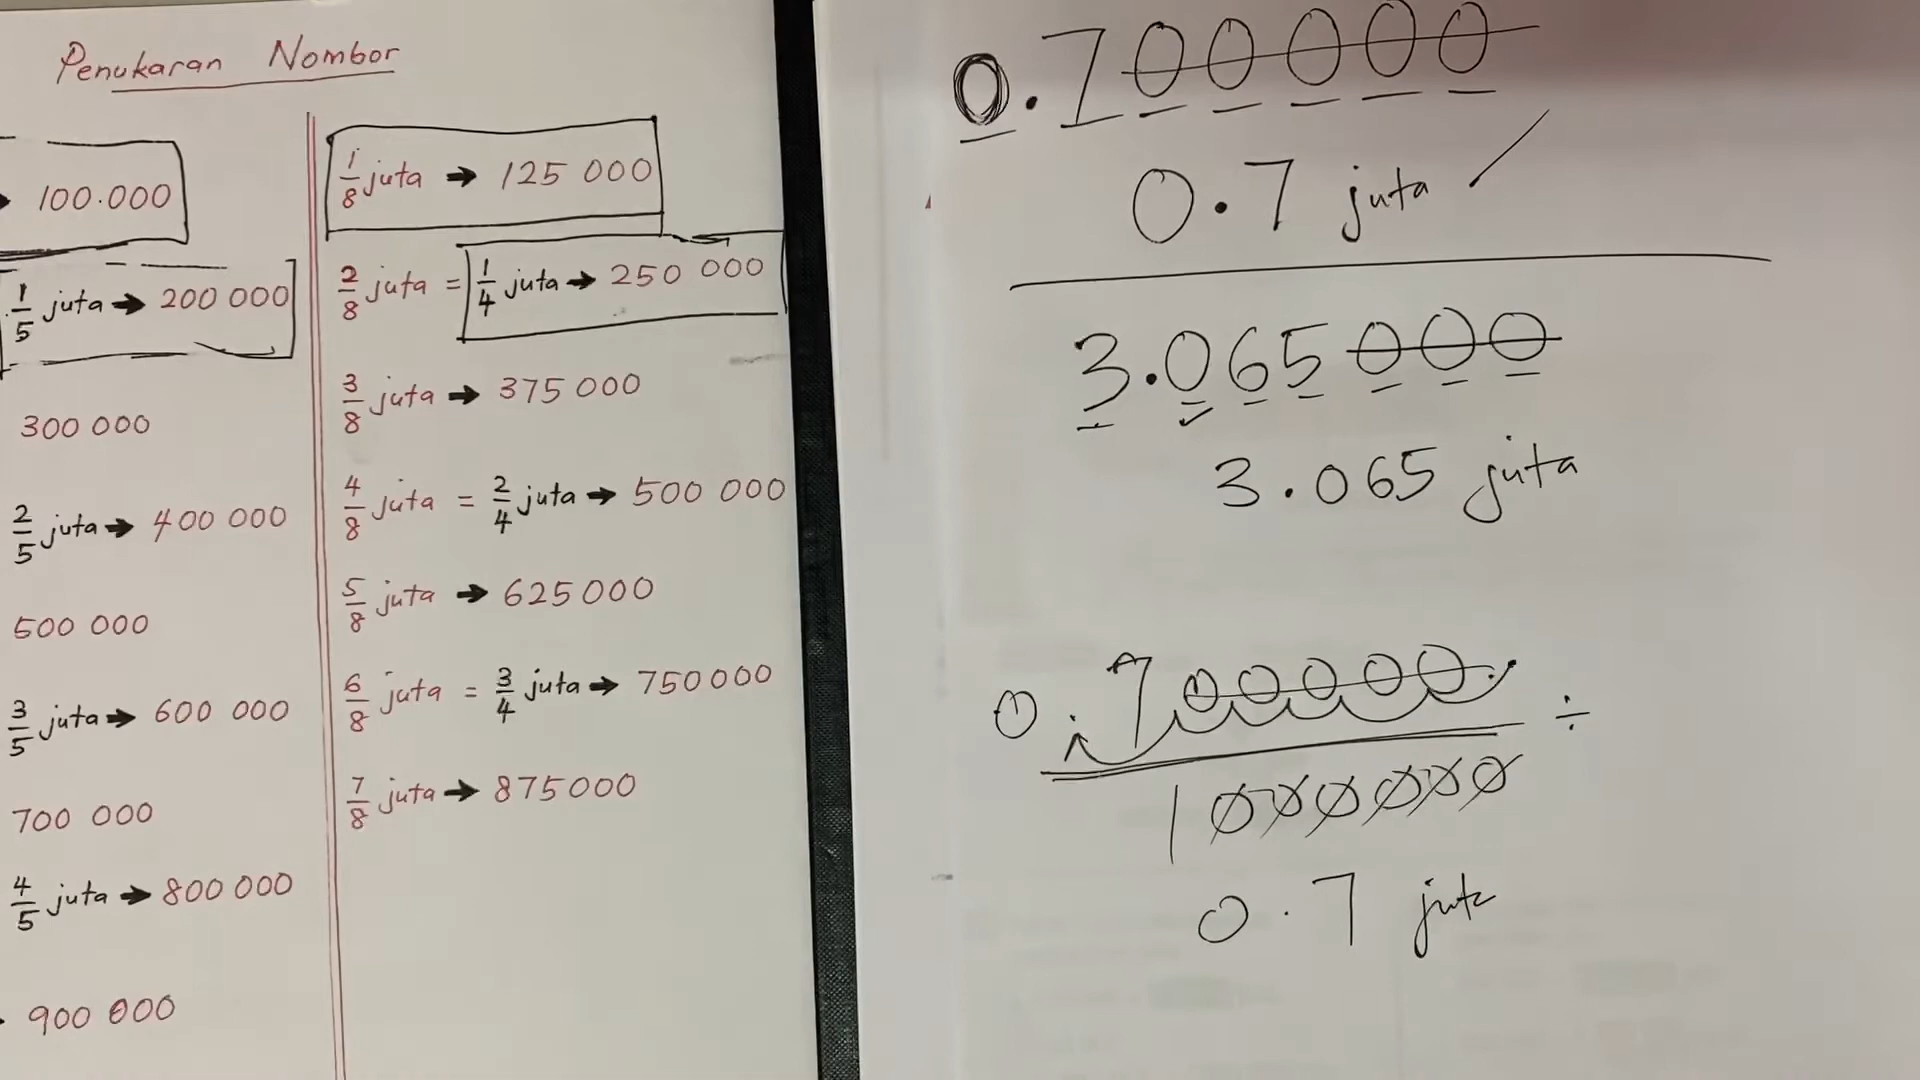 Penukaran Nombor
100.000
1/5 juta → 200 000
300 000
2/5 juta → 400 000
500 000
3/5 juta → 600 000
700 000
4/5 juta → 800 000
900 000
1/8 juta → 125 000
2/8 juta = 1/4 juta → 250 000
3/8 juta → 375 000
4/8 juta = 2/4 juta → 500 000
5/8 juta → 625 000
6/8 juta = 3/4 juta → 750 000
7/8 juta → 875 000
0.700000
0.7 juta
3.065000
3.065 juta
0.700000. ÷
1000000
0.7 juta